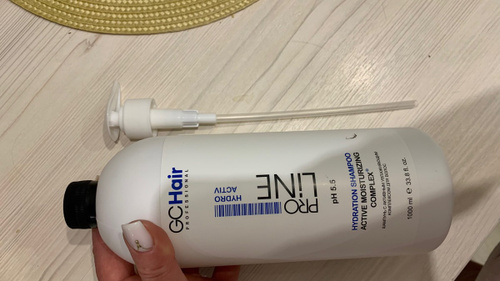 GCHair
PROFESSIONAL
PRO
LINE
HYDRO
ACTIV
pH 5.5
HYDRATION SHAMPOO
ACTIVE MOISTURIZING
COMPLEX
1000 ml ℮ 33.8 fl. oz.